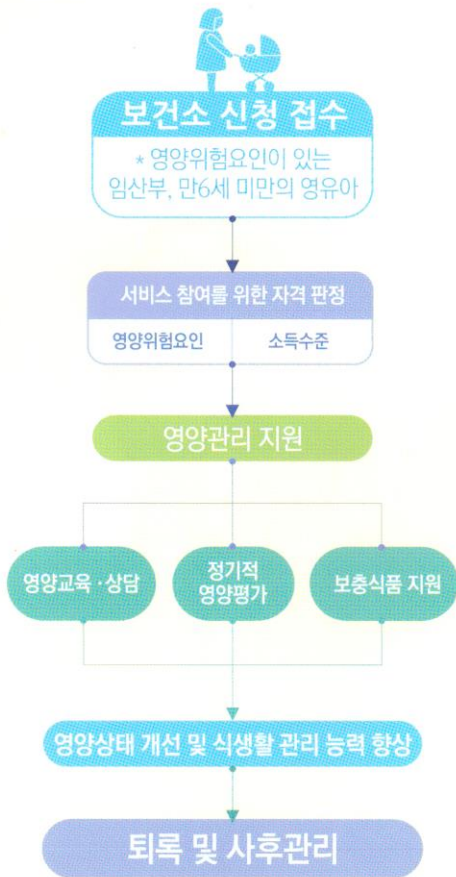 보건소 신청 접수
* 영양위험요인이 있는
임산부, 만6세 미만의 영유아
서비스 참여를 위한 자격 판정
영양위험요인
소득수준
영양관리 지원
영양교육·상담
정기적
영양평가
보충식품 지원
영양상태 개선 및 식생활 관리 능력 향상
퇴록 및 사후관리